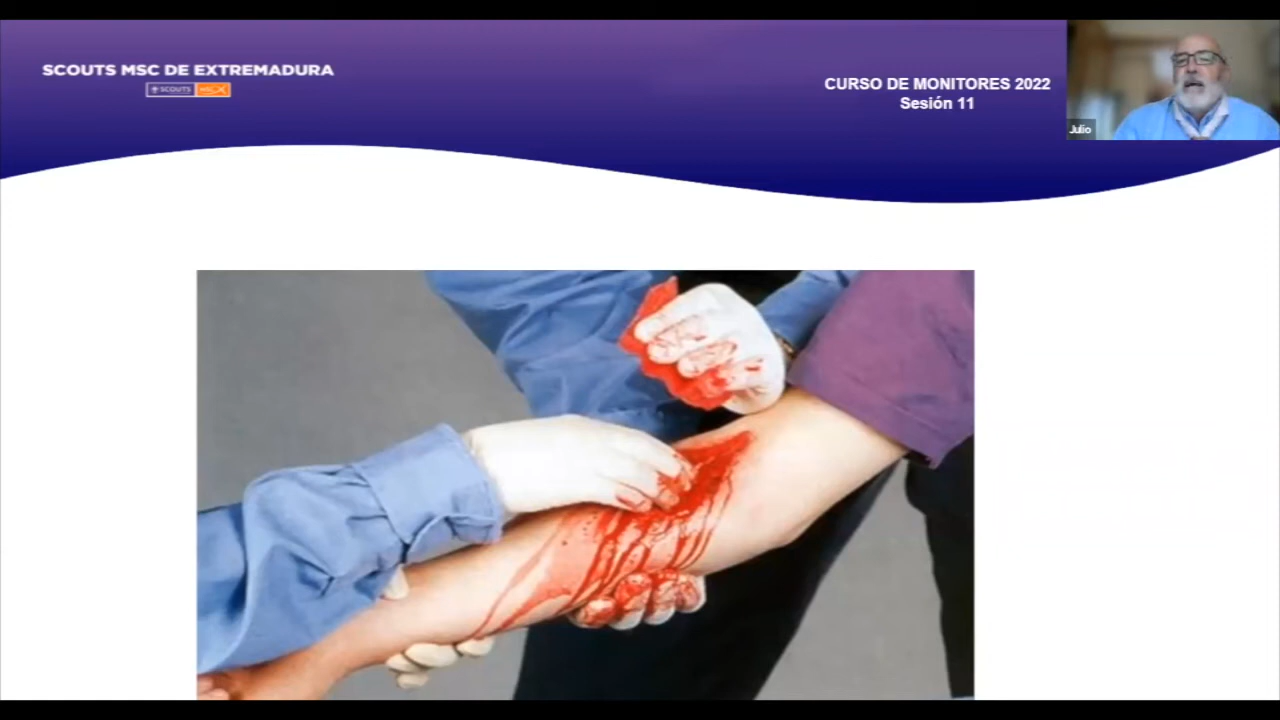 SCOUTS MSC DE EXTREMADURA
SCOUTS MSC
CURSO DE MONITORES 2022
Sesión 11
Julio